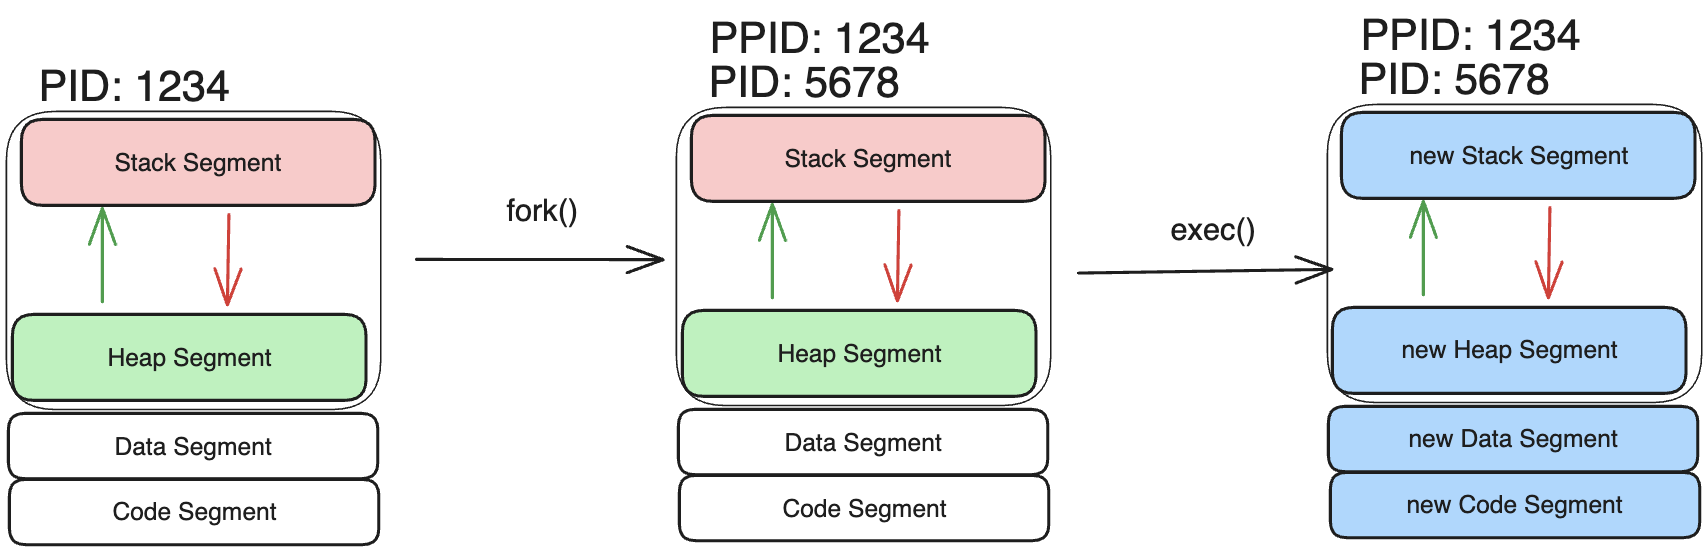 PID: 1234
Stack Segment
Heap Segment
Data Segment
Code Segment
fork()
PPID: 1234
PID: 5678
Stack Segment
Heap Segment
Data Segment
Code Segment
exec()
PPID: 1234
PID: 5678
new Stack Segment
new Heap Segment
new Data Segment
new Code Segment